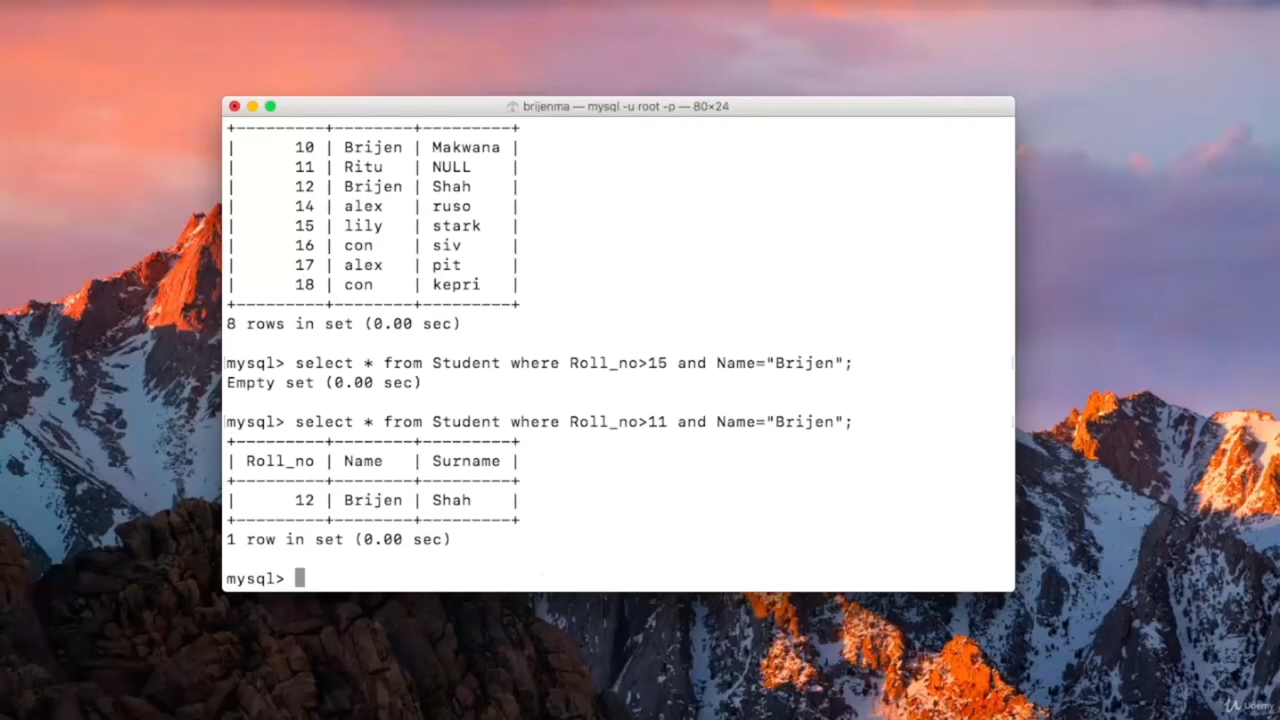 brijenma — mysql -u root -p — 80×24
+---------+--------+---------+
|      10 | Brijen | Makwana |
|      11 | Ritu   | NULL    |
|      12 | Brijen | Shah    |
|      14 | alex   | ruso    |
|      15 | lily   | stark   |
|      16 | con    | siv     |
|      17 | alex   | pit     |
|      18 | con    | kepri   |
+---------+--------+---------+
8 rows in set (0.00 sec)
mysql> select * from Student where Roll_no>15 and Name="Brijen";
Empty set (0.00 sec)
mysql> select * from Student where Roll_no>11 and Name="Brijen";
+---------+--------+---------+
| Roll_no | Name   | Surname |
+---------+--------+---------+
|      12 | Brijen | Shah    |
+---------+--------+---------+
1 row in set (0.00 sec)
mysql>
Udemy